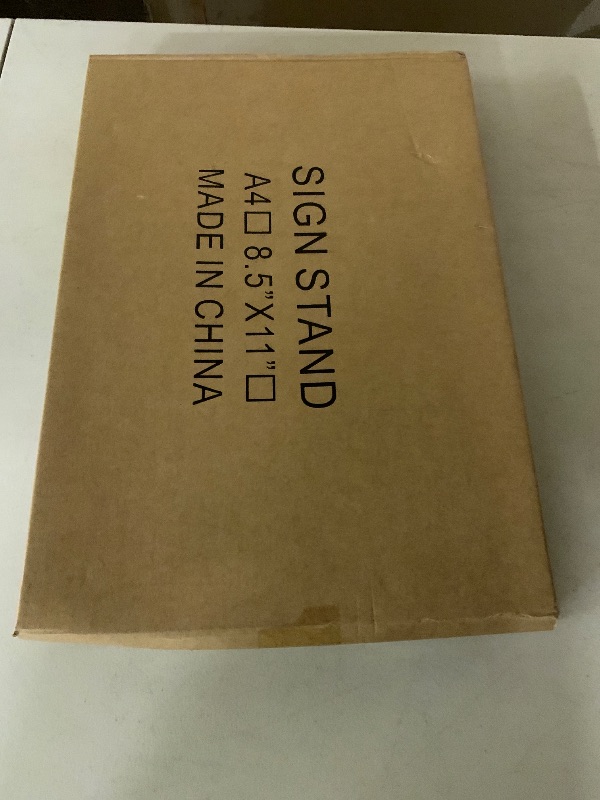 SIGN STAND
A4☐ 8.5”X11”☐
MADE IN CHINA